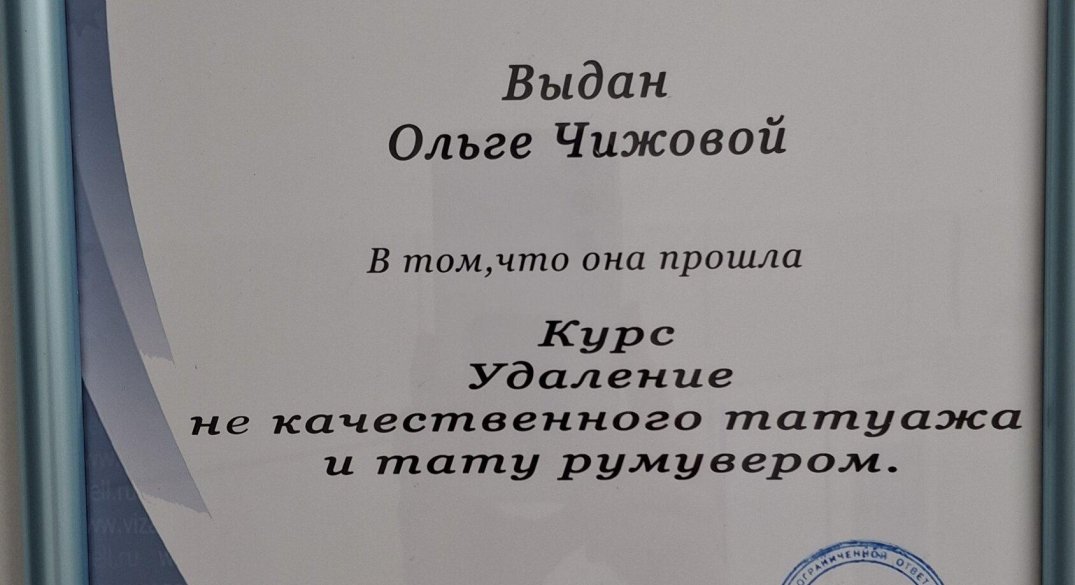 Выдан
Ольге Чижовой
В том,что она прошла
Курс
Удаление
не качественного татуажа
и тату румувером.